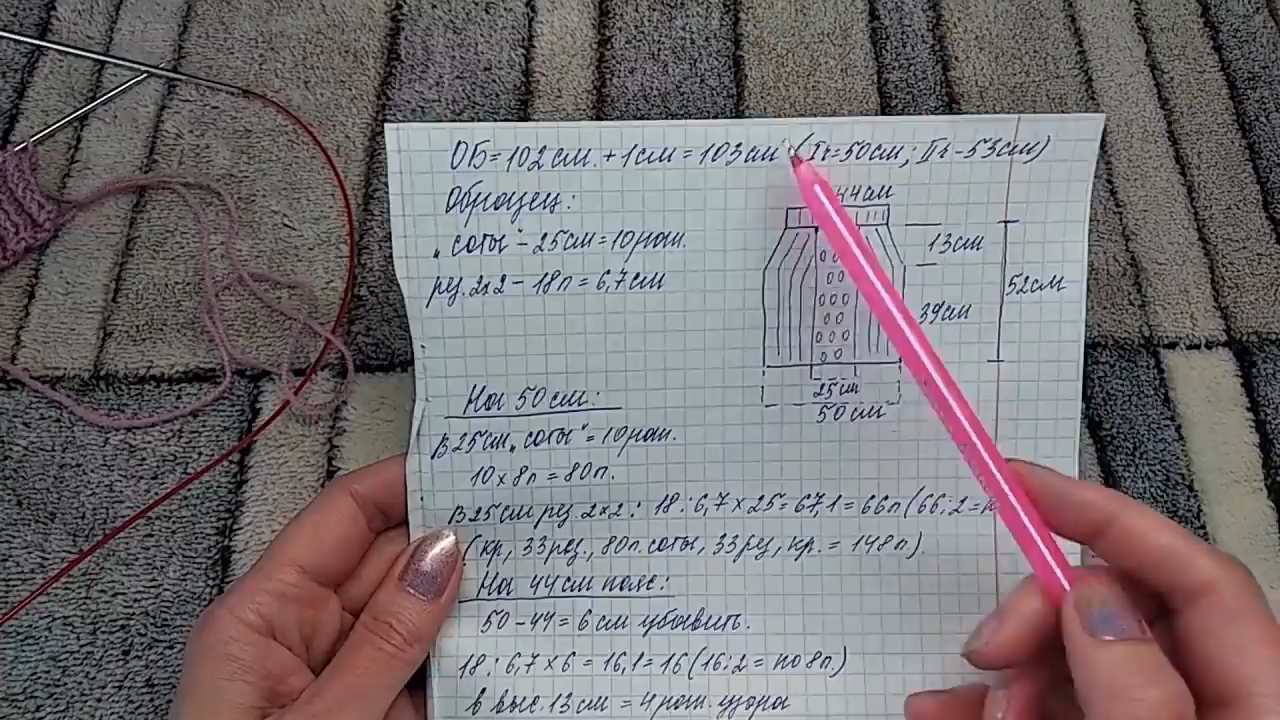 ОБ=102см.+1см=103см (Iч=50см; IIч-53см)
Образец:
44см
„соты"-25см=10рап.
13см
рез.2х2-18п=6,7см
52см
39см
25см
50см
На 50см:
В 25см „соты"=10рап.
10х8п=80п.
В 25см рез.2х2: 18:6,7х25=67,1=66п(66:2=
(кр, 33рез., 80п.соты, 33рез, кр.=148п).
На 44см пояс:
50-44=6см убавить.
18:6,7х6=16,1=16(16:2=по8п.)
в выс.13см=4рап.узора